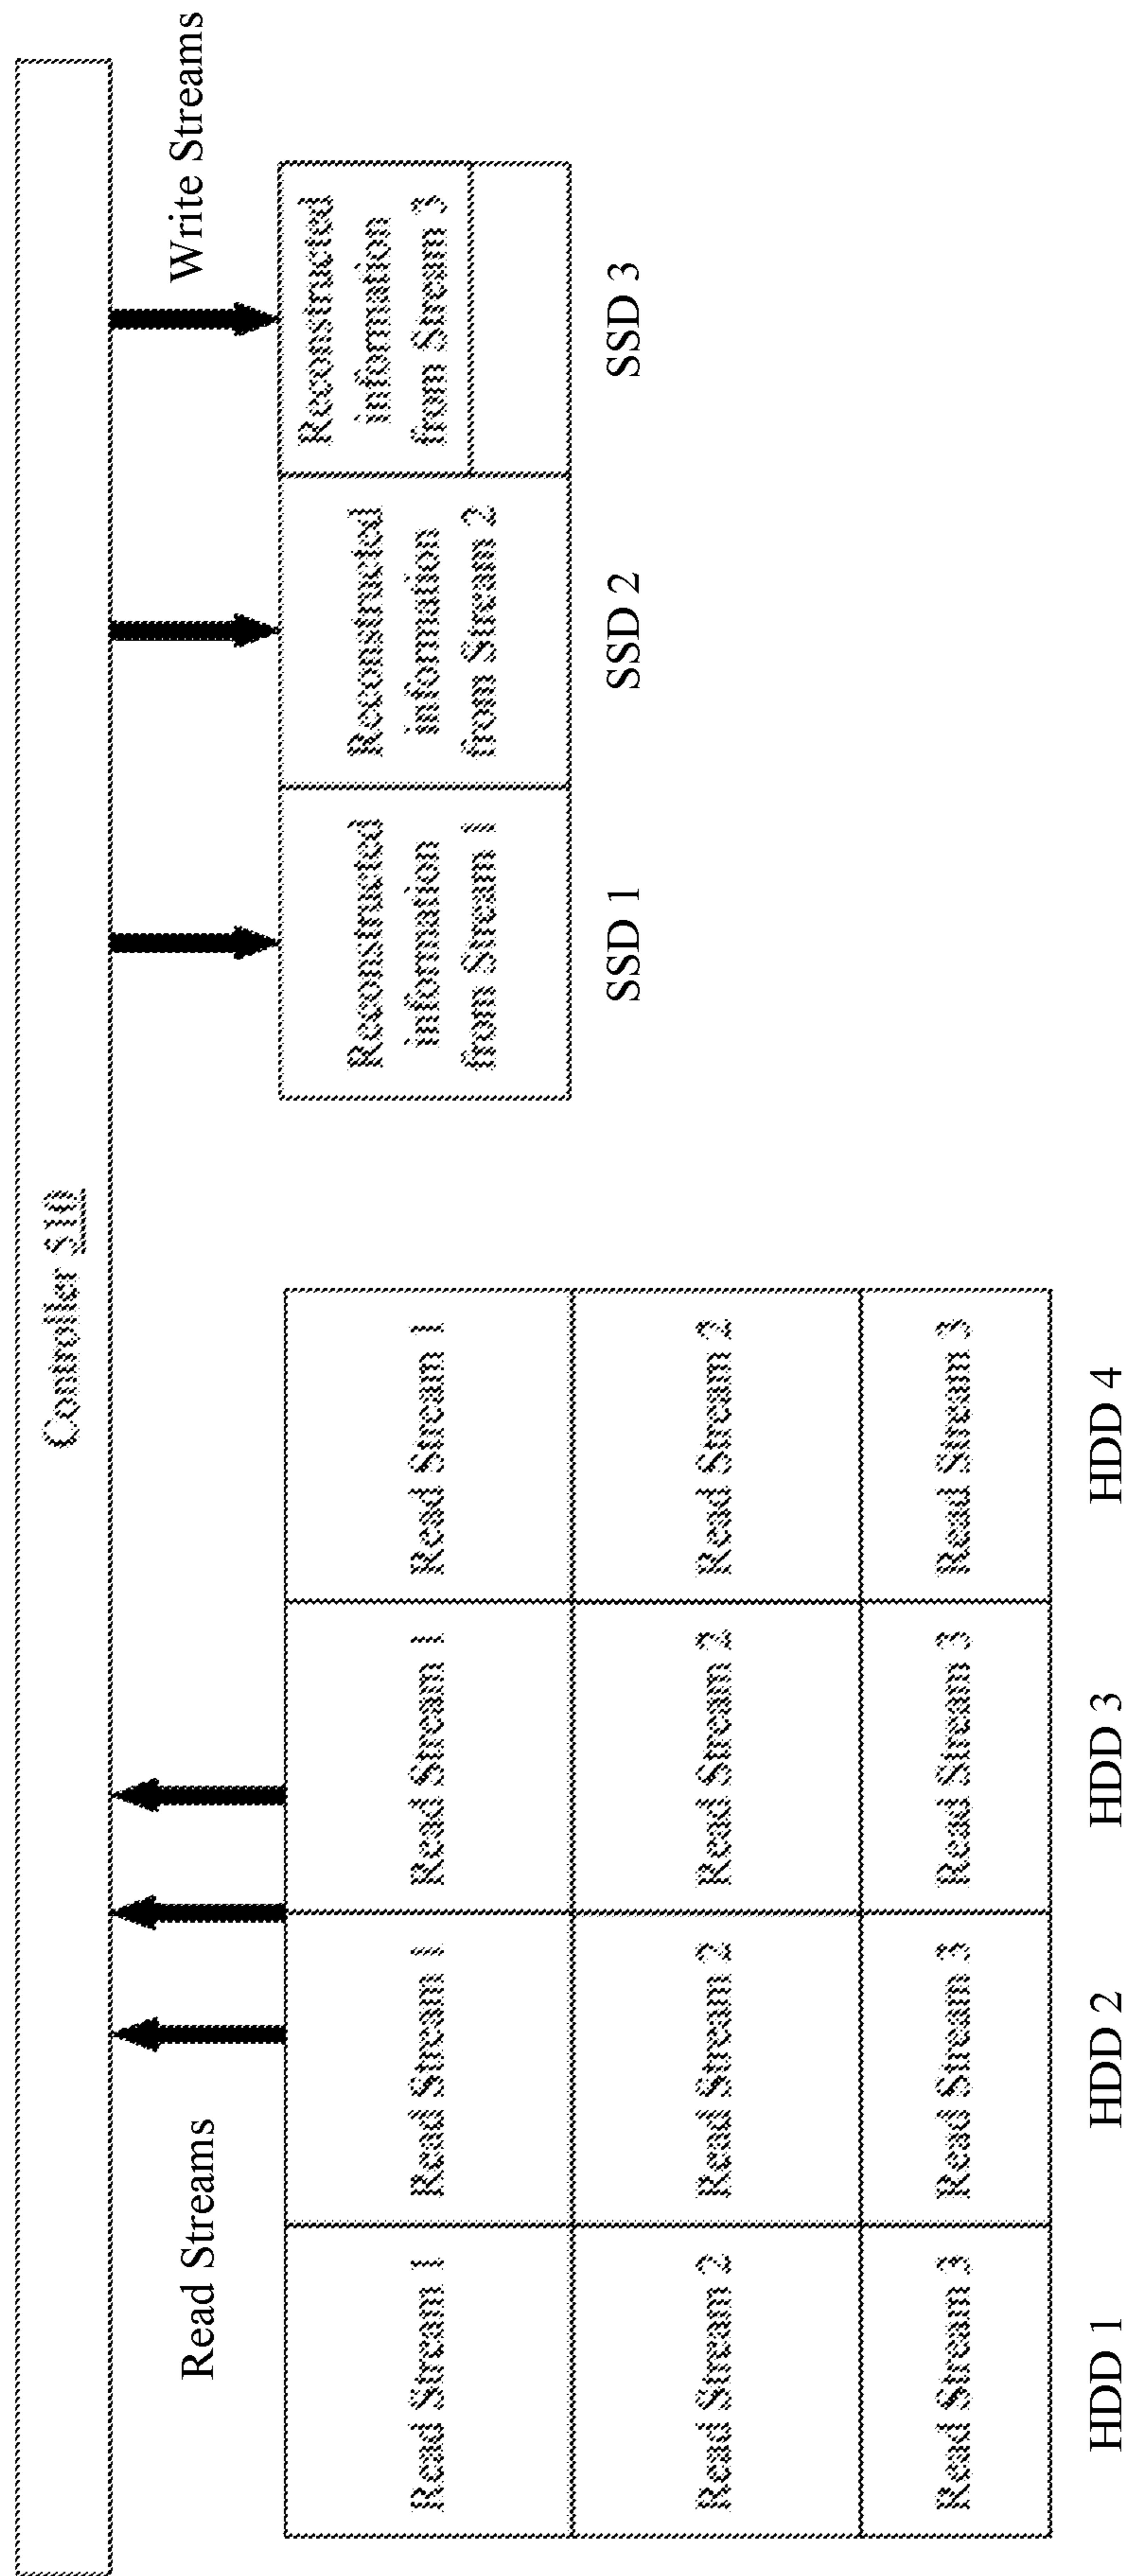 Controller 510
Read Streams
Write Streams
Read Stream 1
Read Stream 1
Read Stream 1
Read Stream 1
Read Stream 2
Read Stream 2
Read Stream 2
Read Stream 2
Read Stream 3
Read Stream 3
Read Stream 3
Read Stream 3
HDD 1
HDD 2
HDD 3
HDD 4
Reconstructed
information
from Stream 1
Reconstructed
information
from Stream 2
Reconstructed
information
from Stream 3
SSD 1
SSD 2
SSD 3